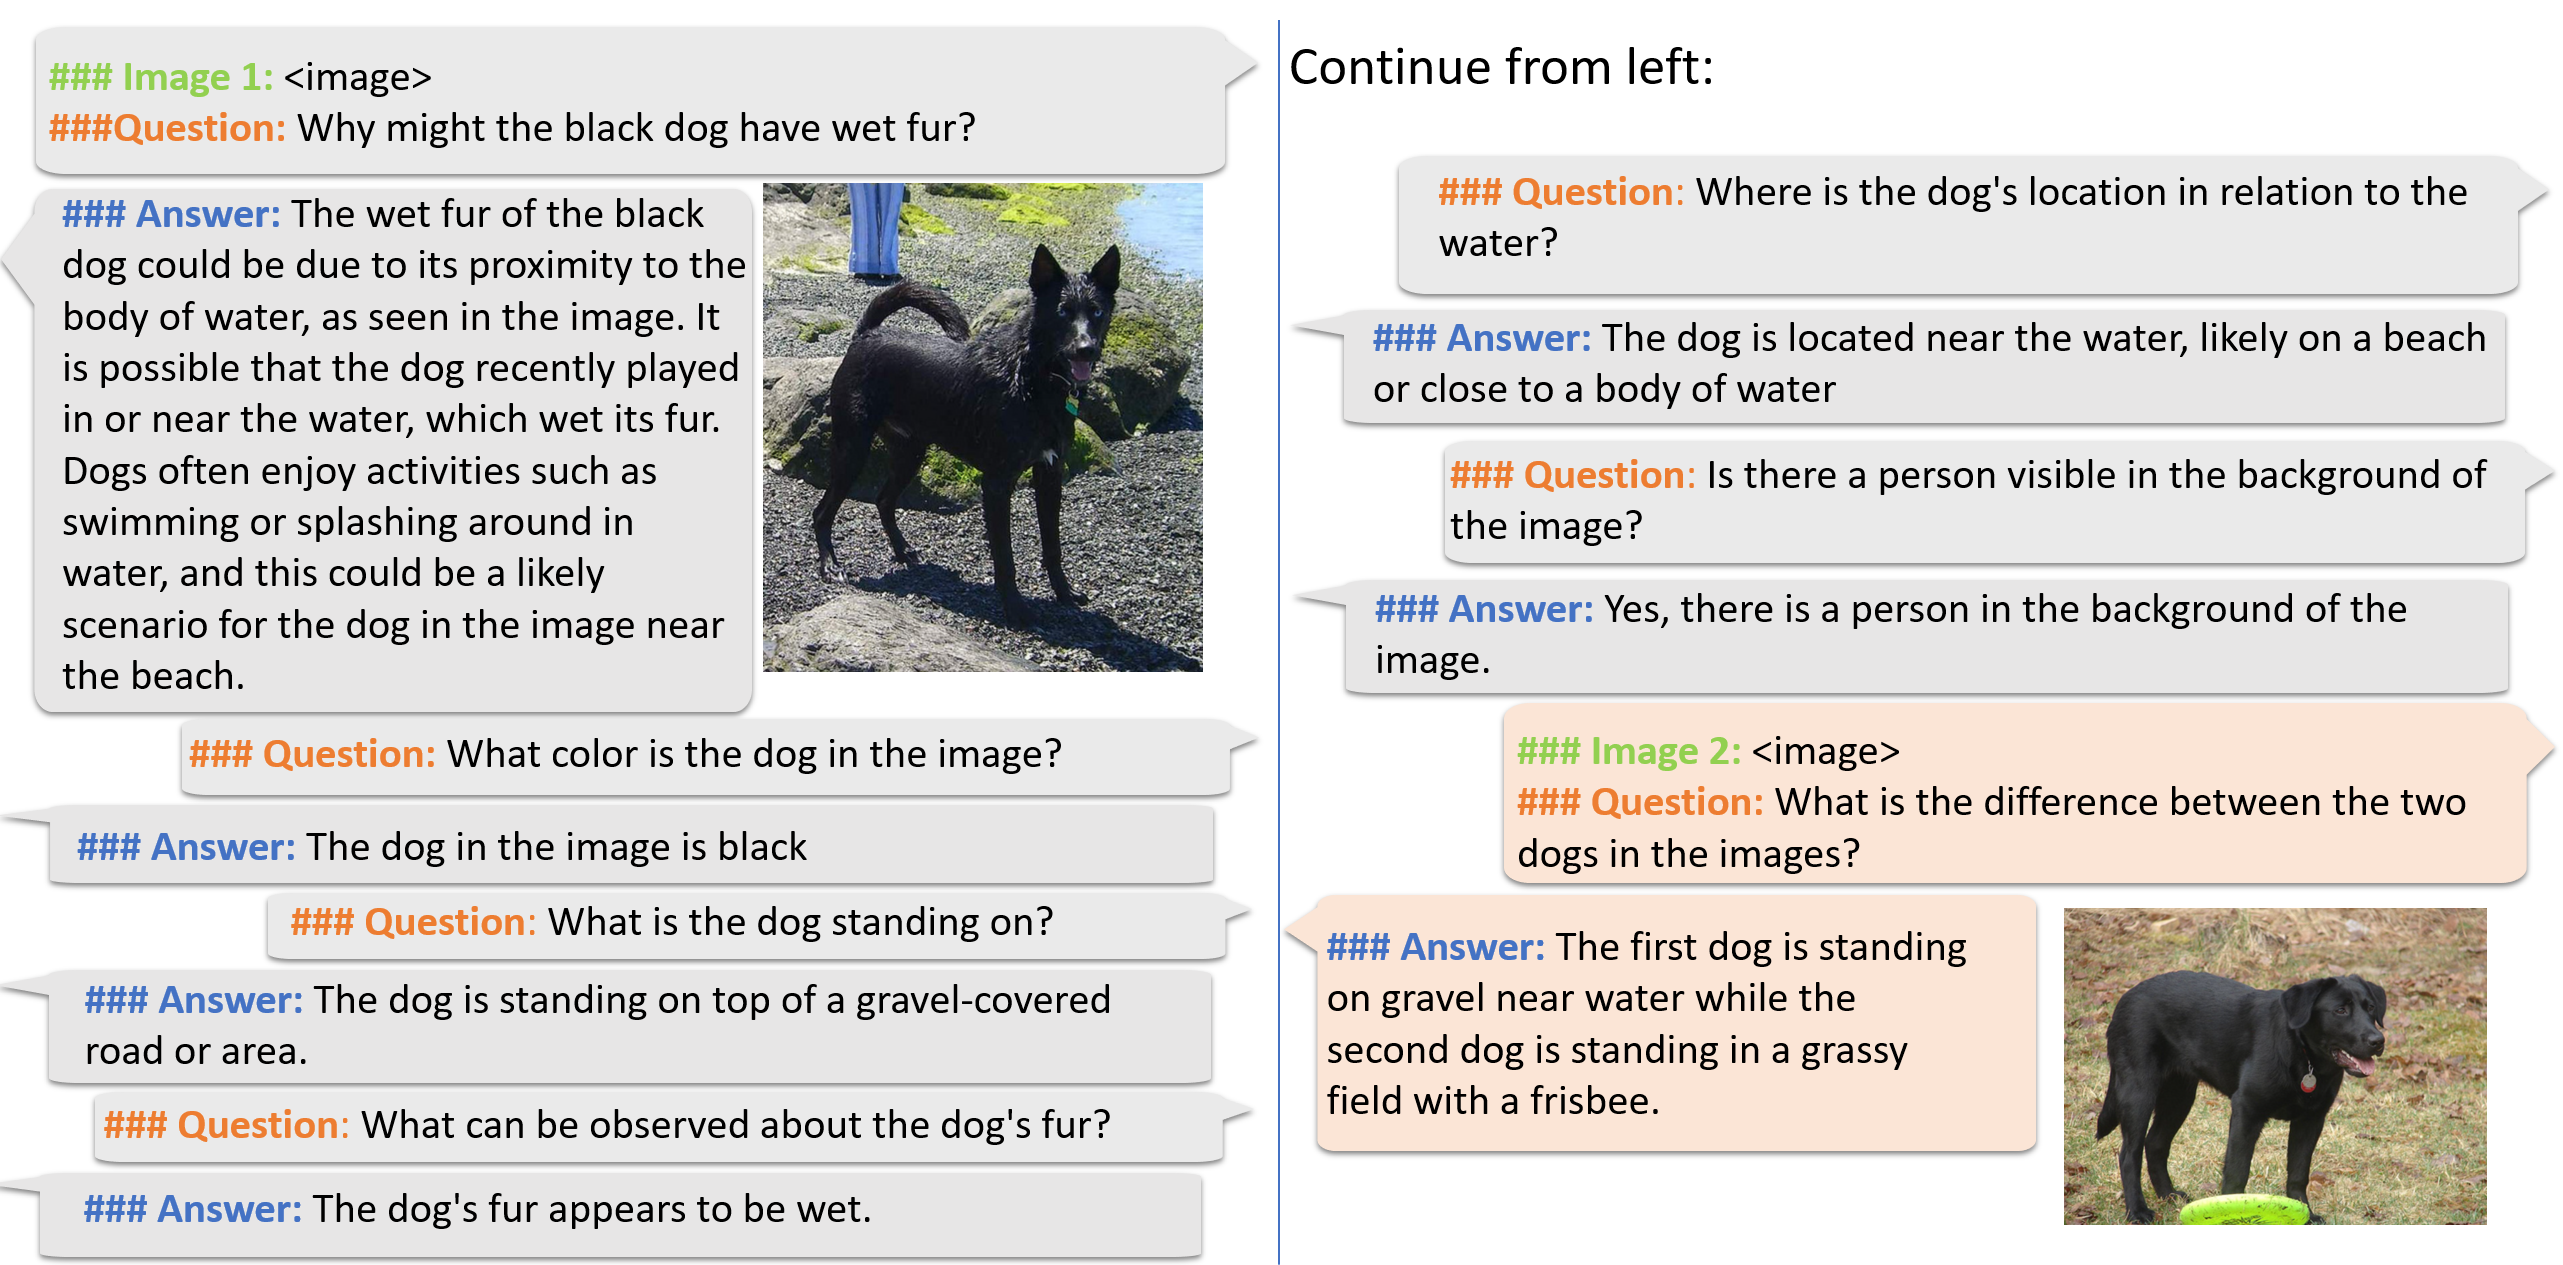 ### Image 1: <image>
###Question: Why might the black dog have wet fur?
### Answer: The wet fur of the black
dog could be due to its proximity to the
body of water, as seen in the image. It
is possible that the dog recently played
in or near the water, which wet its fur.
Dogs often enjoy activities such as
swimming or splashing around in
water, and this could be a likely
scenario for the dog in the image near
the beach.
### Question: What color is the dog in the image?
### Answer: The dog in the image is black
### Question: What is the dog standing on?
### Answer: The dog is standing on top of a gravel-covered
road or area.
### Question: What can be observed about the dog's fur?
### Answer: The dog's fur appears to be wet.
Continue from left:
### Question: Where is the dog's location in relation to the
water?
### Answer: The dog is located near the water, likely on a beach
or close to a body of water
### Question: Is there a person visible in the background of
the image?
### Answer: Yes, there is a person in the background of the
image.
### Image 2: <image>
### Question: What is the difference between the two
dogs in the images?
### Answer: The first dog is standing
on gravel near water while the
second dog is standing in a grassy
field with a frisbee.